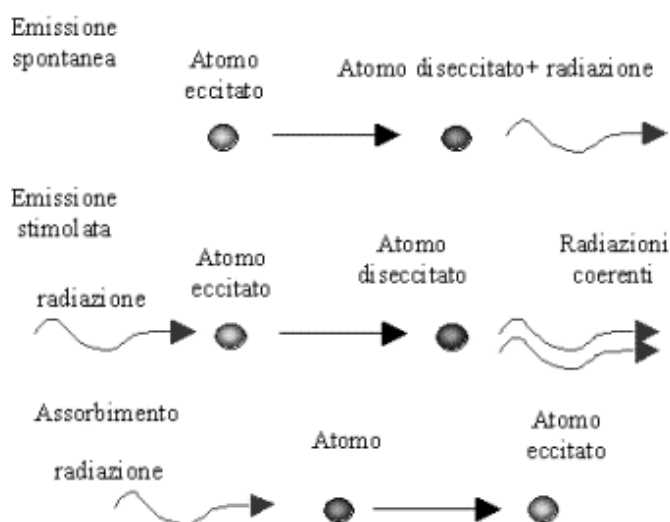 Emissione
spontanea
Atomo
eccitato
Atomo diseccitato+ radiazione
Emissione
stimolata
radiazione
Atomo
eccitato
Atomo
diseccitato
Radiazioni
coerenti
Assorbimento
radiazione
Atomo
Atomo
eccitato